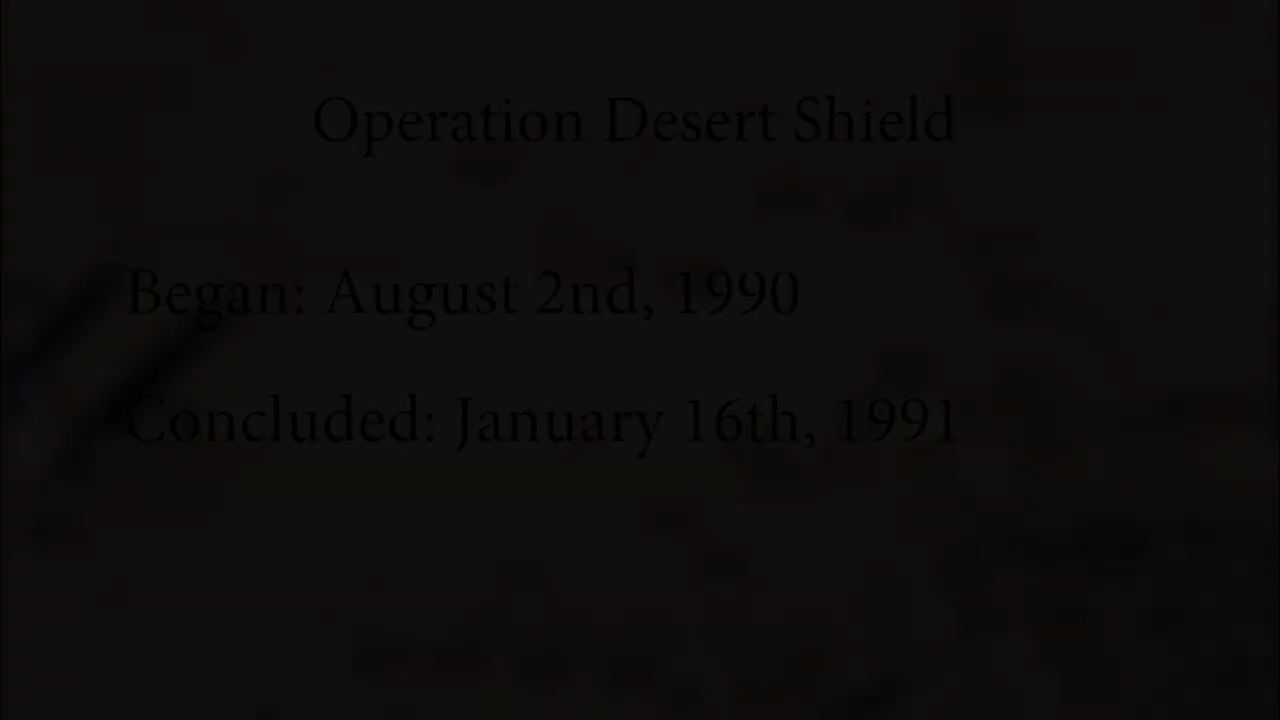 Operation Desert Shield
Began: August 2nd, 1990
Concluded: January 16th, 1991